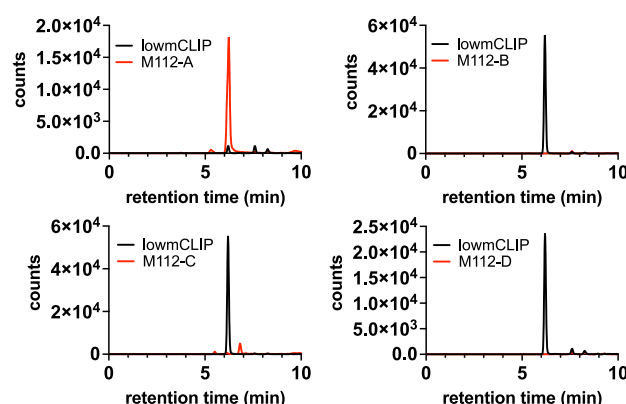 2.0×10⁴
1.5×10⁴
1.0×10⁴
5.0×10³
0.0
counts
lowmCLIP
M112-A
0 5 10
retention time (min)
6×10⁴
4×10⁴
2×10⁴
0
counts
lowmCLIP
M112-B
0 5 10
retention time (min)
6×10⁴
4×10⁴
2×10⁴
0
counts
lowmCLIP
M112-C
0 5 10
retention time (min)
2.5×10⁴
2.0×10⁴
1.5×10⁴
1.0×10⁴
5.0×10³
0.0
counts
lowmCLIP
M112-D
0 5 10
retention time (min)